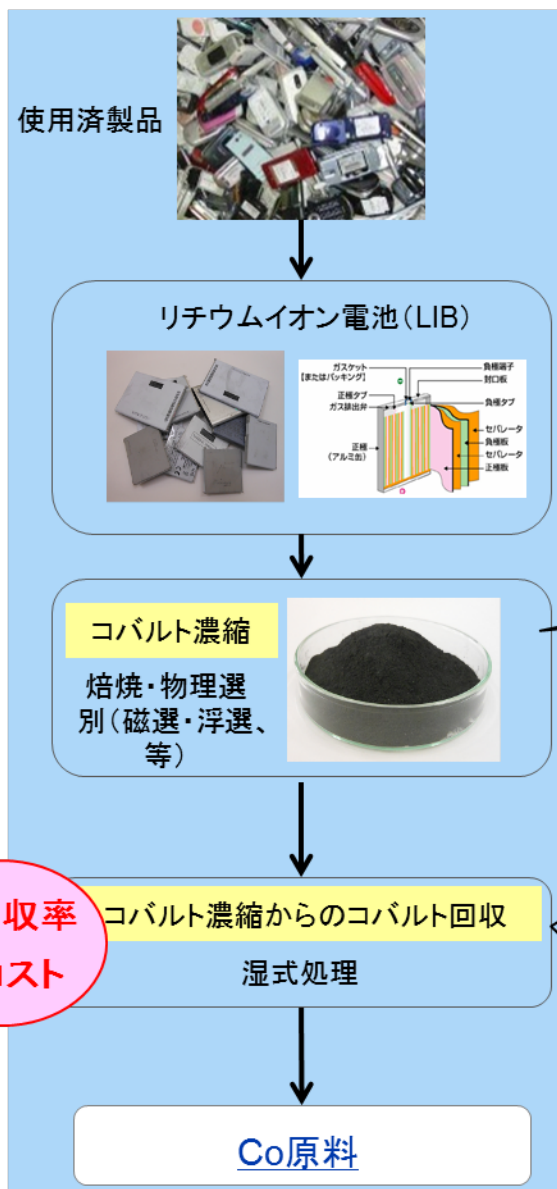 使用済製品
リチウムイオン電池(LIB)
ガスケット
【またはパッキング】
正極タブ
ガス排出弁
正極
(アルミ缶)
負極端子
封口板
負極タブ
セパレータ
負極板
セパレータ
正極板
コバルト濃縮
焙焼・物理選
別(磁選・浮選、
等)
収率
スト
コバルト濃縮からのコバルト回収
湿式処理
Co原料